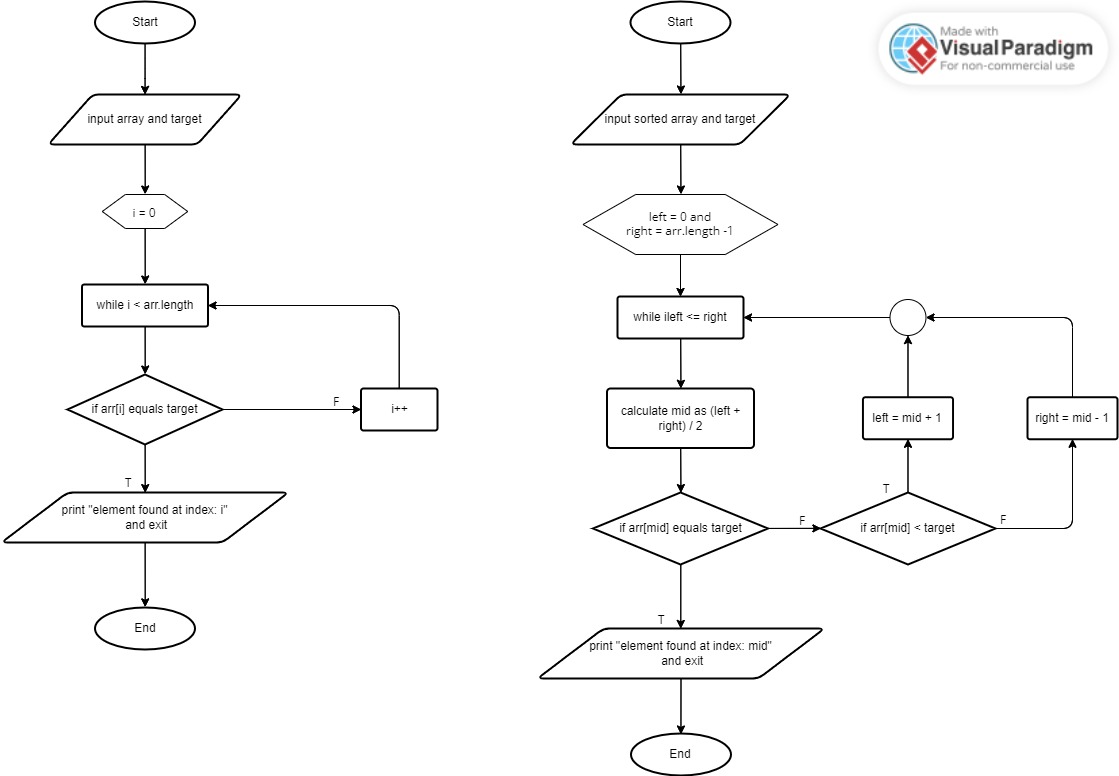 Start
input array and target
i = 0
while i < arr.length
if arr[i] equals target
F
i++
T
print "element found at index: i"
and exit
End
Start
input sorted array and target
left = 0 and
right = arr.length -1
while ileft <= right
calculate mid as (left +
right) / 2
if arr[mid] equals target
F
if arr[mid] < target
T
left = mid + 1
F
right = mid - 1
T
print "element found at index: mid"
and exit
End
Made with
Visual Paradigm
For non-commercial use